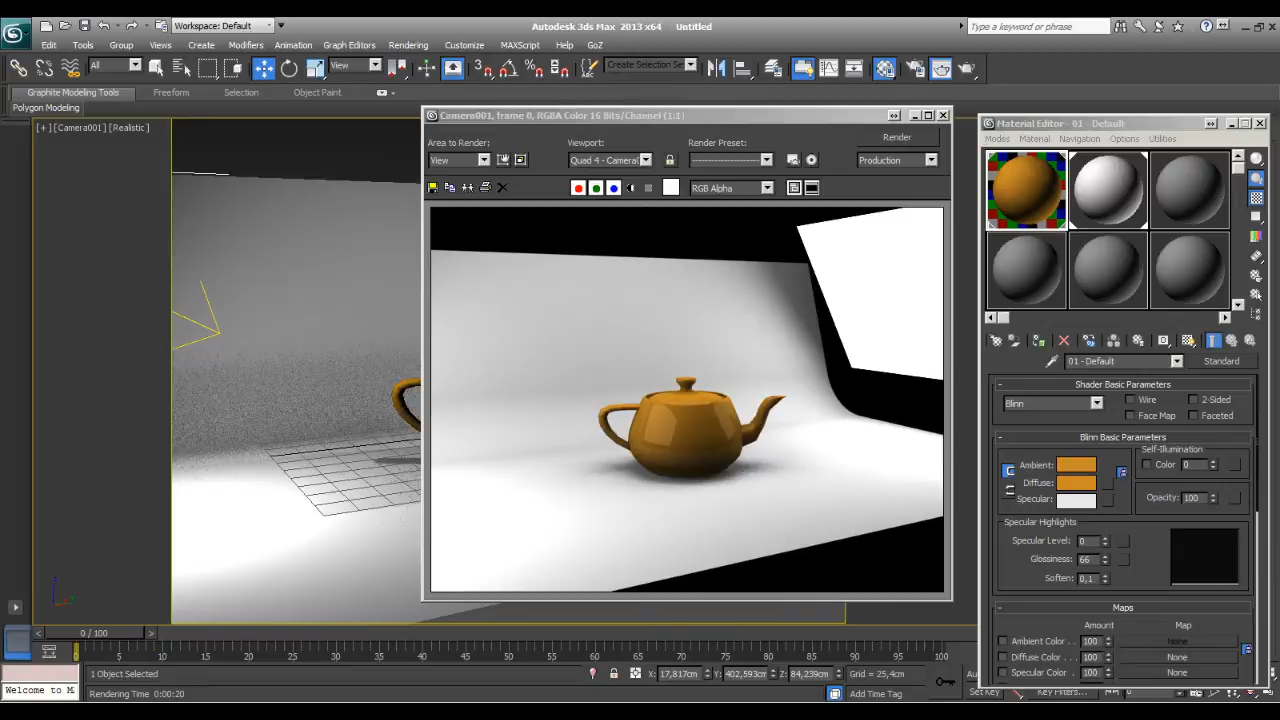 Workspace: Default
Autodesk 3ds Max 2013 x64 Untitled
Type a keyword or phrase
Edit Tools Group Views Create Modifiers Animation Graph Editors Rendering Customize MAXScript Help GoZ
All
View
Create Selection Se
Graphite Modeling Tools Freeform Selection Object Paint
Polygon Modeling
[+] [Camera001] [Realistic]
Camera001, frame 0, RGBA Color 16 Bits/Channel (1:1)
Area to Render:
View
Viewport:
Quad 4 - Camera0
Render Preset:
Render
Production
RGB Alpha
Material Editor - 01 - Default
Modes Material Navigation Options Utilities
01 - Default
Standard
Shader Basic Parameters
Blinn
Wire
2-Sided
Face Map
Faceted
Blinn Basic Parameters
Self-Illumination
Ambient:
Color 0
Diffuse:
Specular:
Opacity: 100
Specular Highlights
Specular Level: 0
Glossiness: 66
Soften: 0,1
Maps
Amount Map
Ambient Color . . 100 None
Diffuse Color . . . 100 None
Specular Color . . 100 None
0 / 100
5 10 15 20 25 30 35 40 45 50 55 60 65 70 75 80 85 90 95 100
1 Object Selected
X: 17,817cm
Y: 402,593cm
Z: 84,239cm
Grid = 25,4cm
Welcome to M
Rendering Time 0:00:20
Add Time Tag
Set Key
Key Filters...